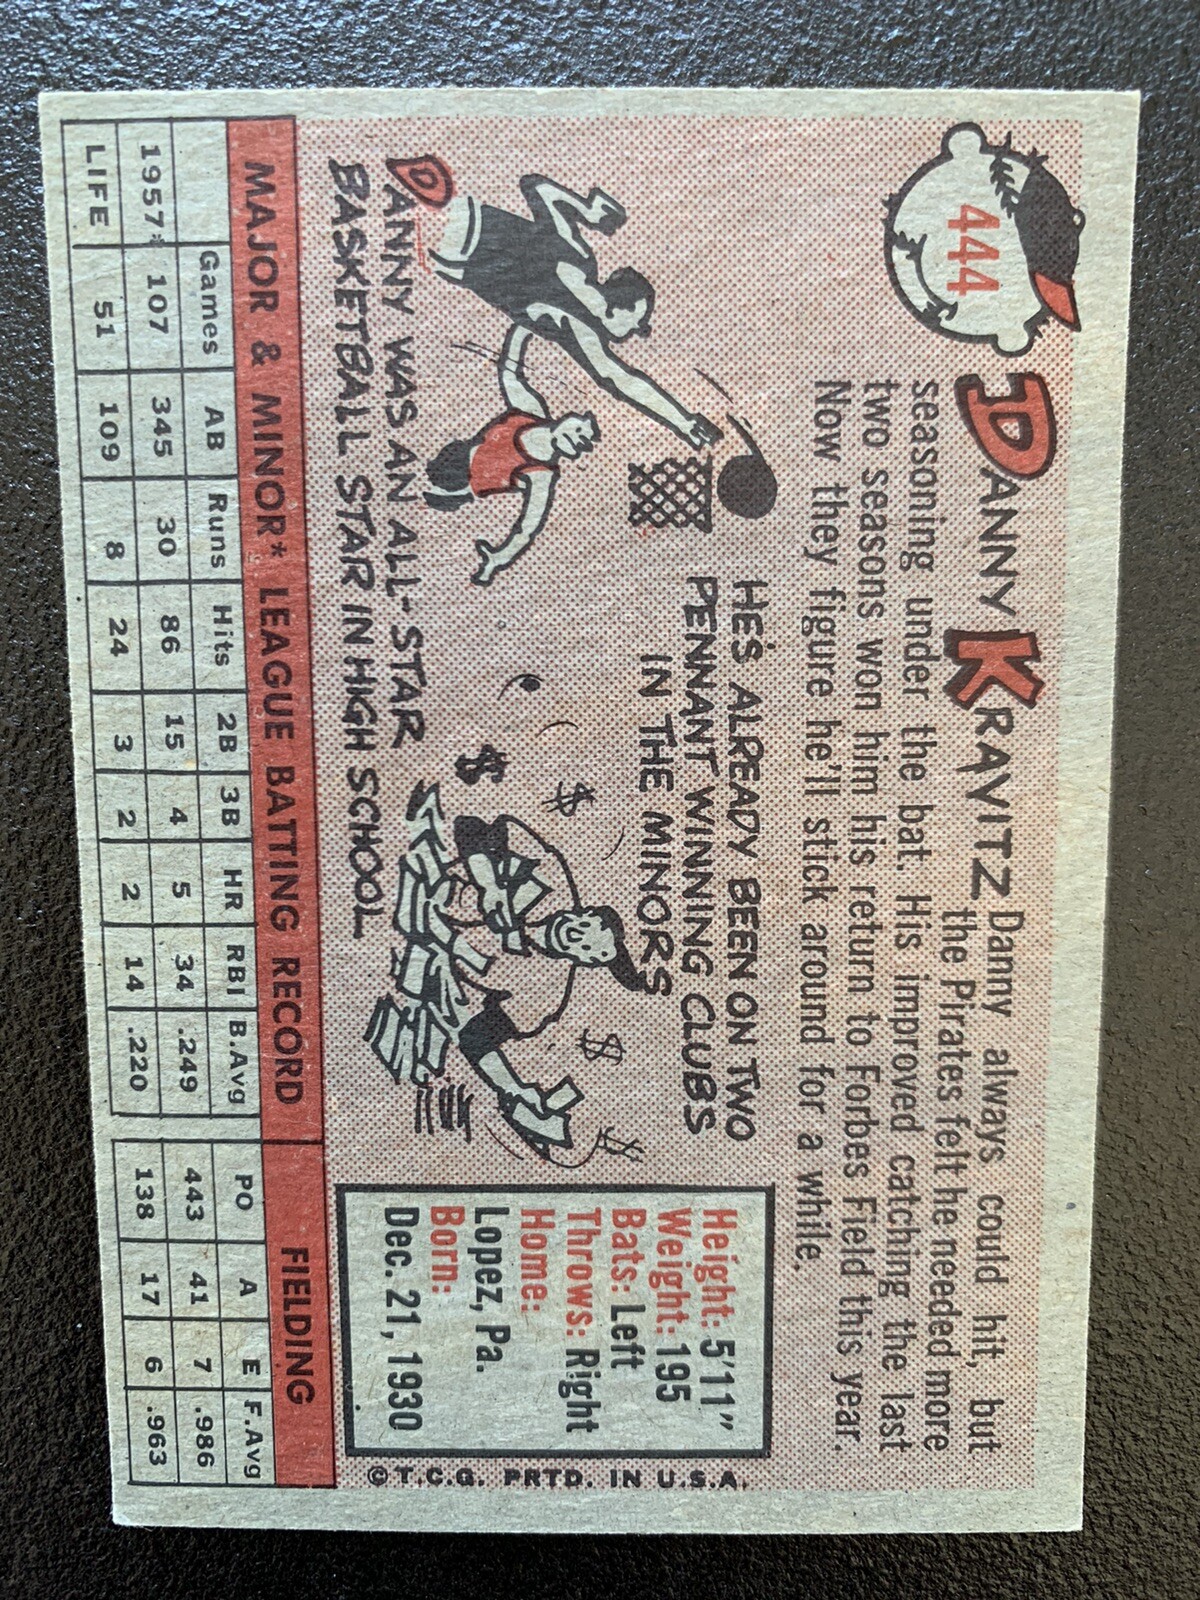 444
DANNY KRAVITZ
Danny always could hit, but
the Pirates felt he needed more
seasoning under the bat. His improved catching the last
two seasons won him his return to Forbes Field this year.
Now they figure he'll stick around for a while.
HE'S ALREADY BEEN ON TWO
PENNANT WINNING CLUBS
IN THE MINORS
$ $ $ $
DANNY WAS AN ALL-STAR
BASKETBALL STAR IN HIGH SCHOOL
Height: 5'11"
Weight: 195
Bats: Left
Throws: Right
Home:
Lopez, Pa.
Born:
Dec. 21, 1930
© T.C.G. PRTD. IN U.S.A.
MAJOR & MINOR* LEAGUE BATTING RECORD FIELDING
Games AB Runs Hits 2B 3B HR RBI B.Avg PO A E F.Avg
1957* 107 345 30 86 15 4 5 34 .249 443 41 7 .986
LIFE 51 109 8 24 3 2 2 14 .220 138 17 6 .963